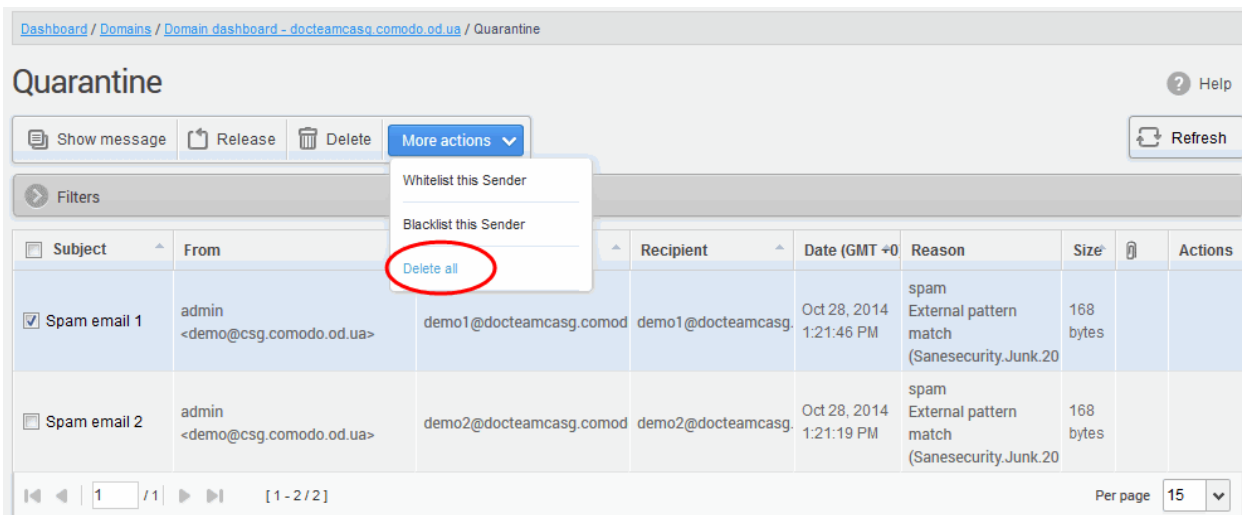 Dashboard / Domains / Domain dashboard - docteamcasg.comodo.od.ua / Quarantine
Quarantine
Help
Show message
Release
Delete
More actions
Refresh
Whitelist this Sender
Filters
Blacklist this Sender
Delete all
Subject
From
Recipient
Date (GMT +0
Reason
Size
Actions
Spam email 1
admin
<demo@csg.comodo.od.ua>
demo1@docteamcasg.comod
demo1@docteamcasg.
Oct 28, 2014
1:21:46 PM
spam
External pattern
match
(Sanesecurity.Junk.20
168
bytes
Spam email 2
admin
<demo@csg.comodo.od.ua>
demo2@docteamcasg.comod
demo2@docteamcasg.
Oct 28, 2014
1:21:19 PM
spam
External pattern
match
(Sanesecurity.Junk.20
168
bytes
1 / 1
[ 1 - 2 / 2 ]
Per page 15